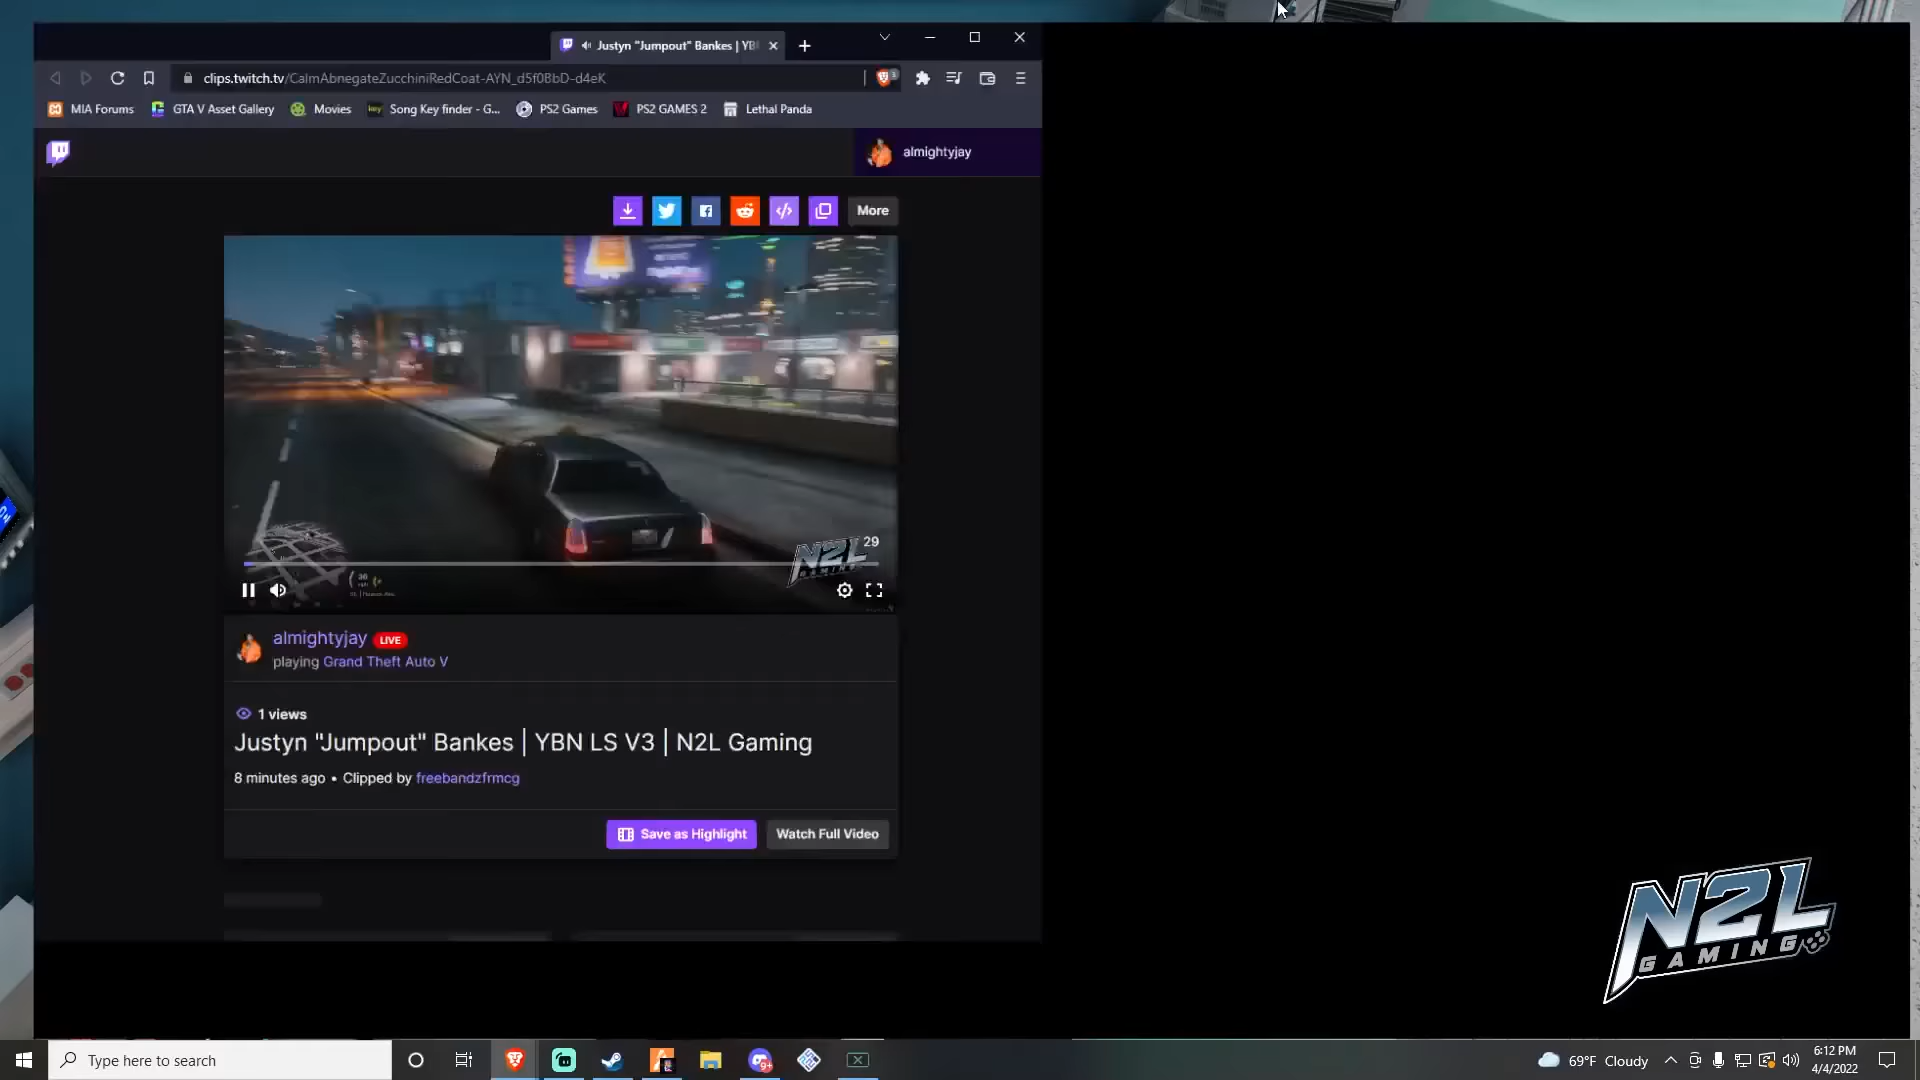 Justyn "Jumpout" Bankes | YB
clips.twitch.tv/CalmAbnegateZucchiniRedCoat-AYN_d5f08bD-d4eK
MIA Forums
GTA V Asset Gallery
Movies
Song Key finder - G...
PS2 Games
PS2 GAMES 2
Lethal Panda
almightyjay
More
29
N2L
GAMING
almightyjay LIVE
playing Grand Theft Auto V
1 views
Justyn "Jumpout" Bankes | YBN LS V3 | N2L Gaming
8 minutes ago • Clipped by freebandzfrmcg
Save as Highlight
Watch Full Video
N2L
GAMING
Type here to search
69°F Cloudy
6:12 PM
4/4/2022